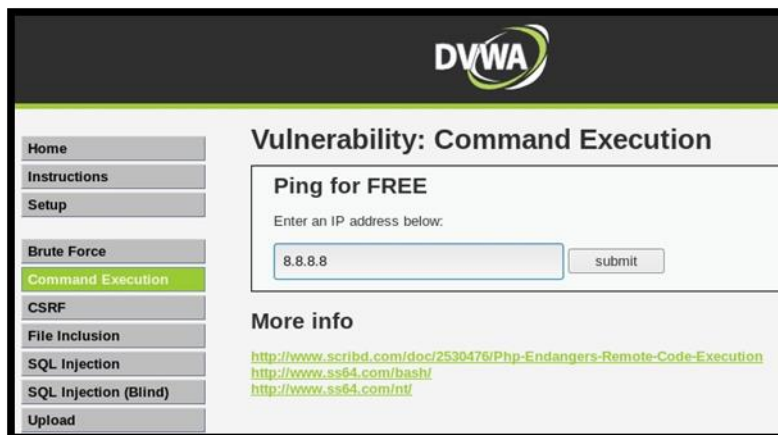 DVWA
Home
Instructions
Setup
Brute Force
Command Execution
CSRF
File Inclusion
SQL Injection
SQL Injection (Blind)
Upload
Vulnerability: Command Execution
Ping for FREE
Enter an IP address below:
8.8.8.8
submit
More info
http://www.scribd.com/doc/2530476/Php-Endangers-Remote-Code-Execution
http://www.ss64.com/bash/
http://www.ss64.com/nt/